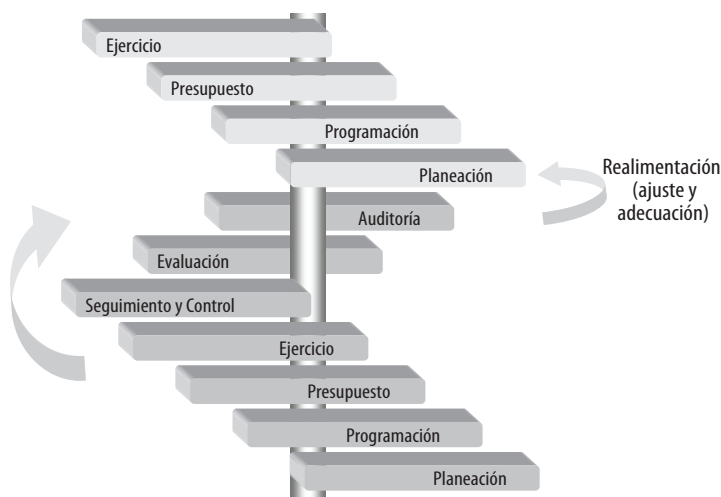 Ejercicio
Presupuesto
Programación
Planeación
Realimentación
(ajuste y
adecuación)
Auditoría
Evaluación
Seguimiento y Control
Ejercicio
Presupuesto
Programación
Planeación